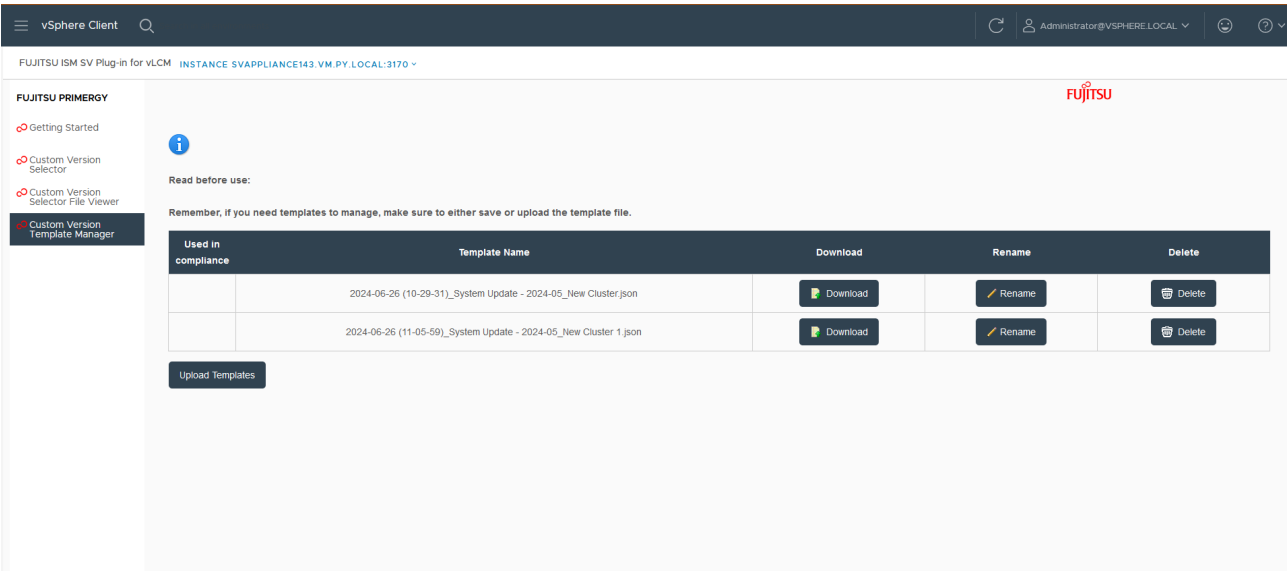 vSphere Client
Administrator@VSPHERE.LOCAL
FUJITSU ISM SV Plug-in for vLCM
INSTANCE SVAPPLIANCE143.VM.PY.LOCAL:3170
FUJITSU PRIMERGY
Getting Started
Custom Version
Selector
Custom Version
Selector File Viewer
Custom Version
Template Manager
FUJITSU
Read before use:
Remember, if you need templates to manage, make sure to either save or upload the template file.
Used in
compliance
Template Name
Download
Rename
Delete
2024-06-26 (10-29-31)_System Update - 2024-05_New Cluster.json
Download
Rename
Delete
2024-06-26 (11-05-59)_System Update - 2024-05_New Cluster 1.json
Download
Rename
Delete
Upload Templates